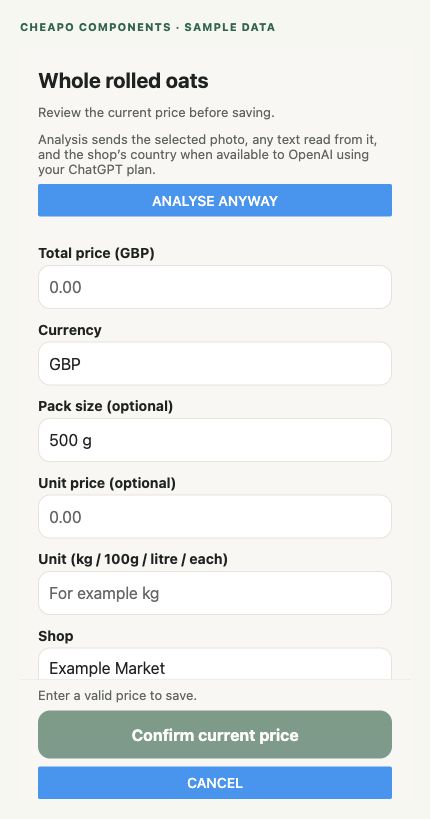 CHEAPO COMPONENTS · SAMPLE DATA
Whole rolled oats
Review the current price before saving.
Analysis sends the selected photo, any text read from it,
and the shop’s country when available to OpenAI using
your ChatGPT plan.
ANALYSE ANYWAY
Total price (GBP)
0.00
Currency
GBP
Pack size (optional)
500 g
Unit price (optional)
0.00
Unit (kg / 100g / litre / each)
For example kg
Shop
Example Market
Enter a valid price to save.
Confirm current price
CANCEL